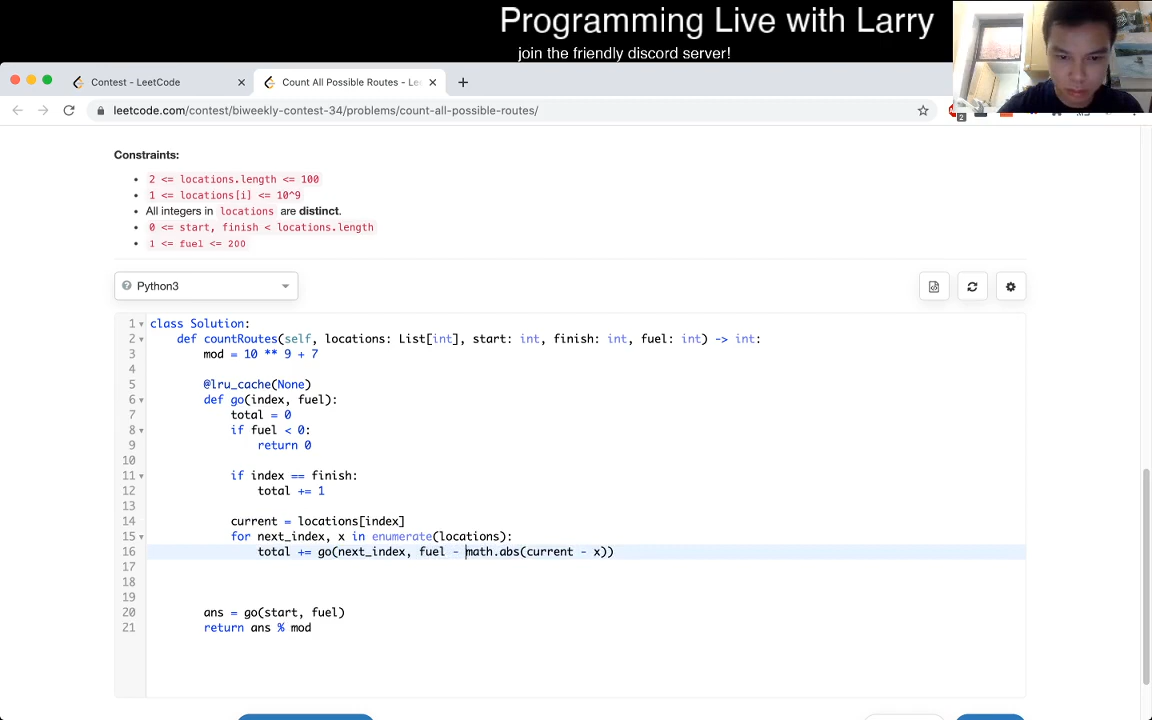 Programming Live with Larry
join the friendly discord server!
Contest - LeetCode
Count All Possible Routes - Le
leetcode.com/contest/biweekly-contest-34/problems/count-all-possible-routes/
2
Constraints:
2 <= locations.length <= 100
1 <= locations[i] <= 10^9
All integers in locations are distinct.
0 <= start, finish < locations.length
1 <= fuel <= 200
Python3
1 class Solution:
2 def countRoutes(self, locations: List[int], start: int, finish: int, fuel: int) -> int:
3 mod = 10 ** 9 + 7
4
5 @lru_cache(None)
6 def go(index, fuel):
7 total = 0
8 if fuel < 0:
9 return 0
10
11 if index == finish:
12 total += 1
13
14 current = locations[index]
15 for next_index, x in enumerate(locations):
16 total += go(next_index, fuel - math.abs(current - x))
17
18
19
20 ans = go(start, fuel)
21 return ans % mod